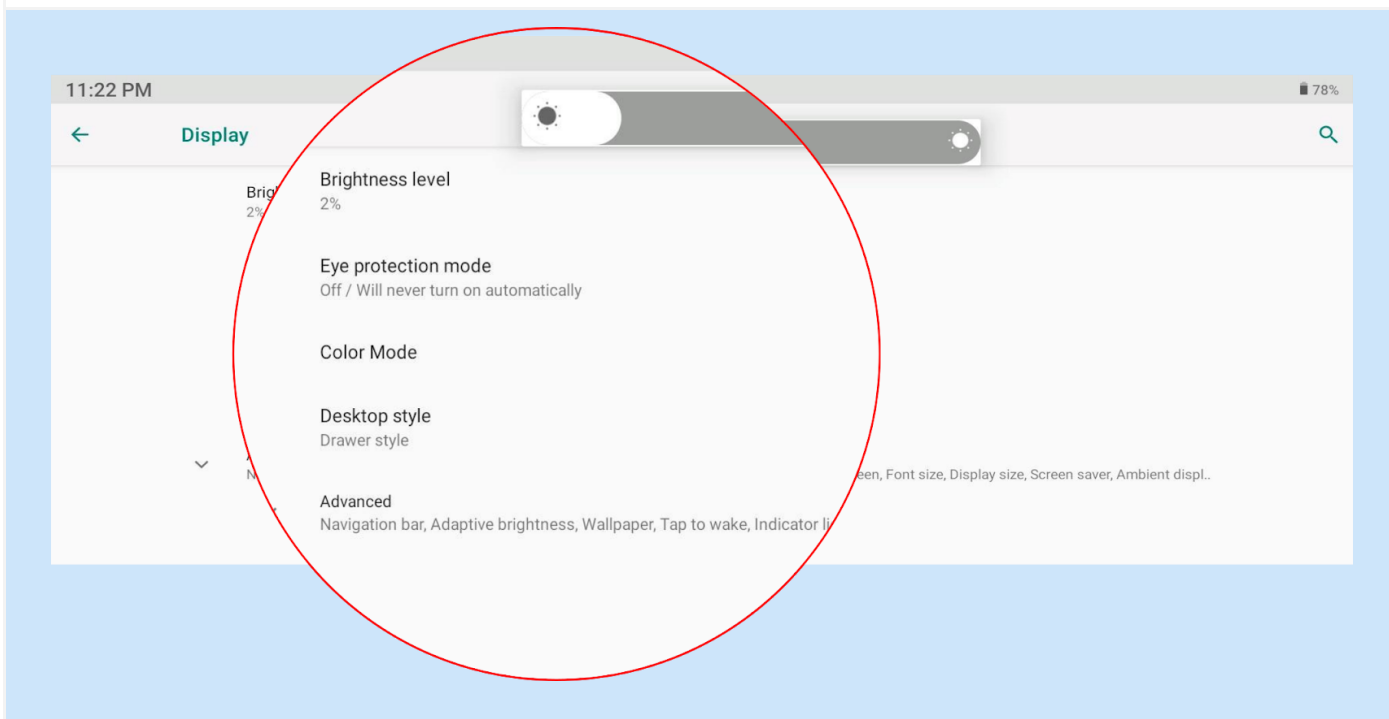 11:22 PM
78%
Display
Brig
2%
Brightness level
2%
Eye protection mode
Off / Will never turn on automatically
Color Mode
Desktop style
Drawer style
een, Font size, Display size, Screen saver, Ambient displ..
Advanced
Navigation bar, Adaptive brightness, Wallpaper, Tap to wake, Indicator li